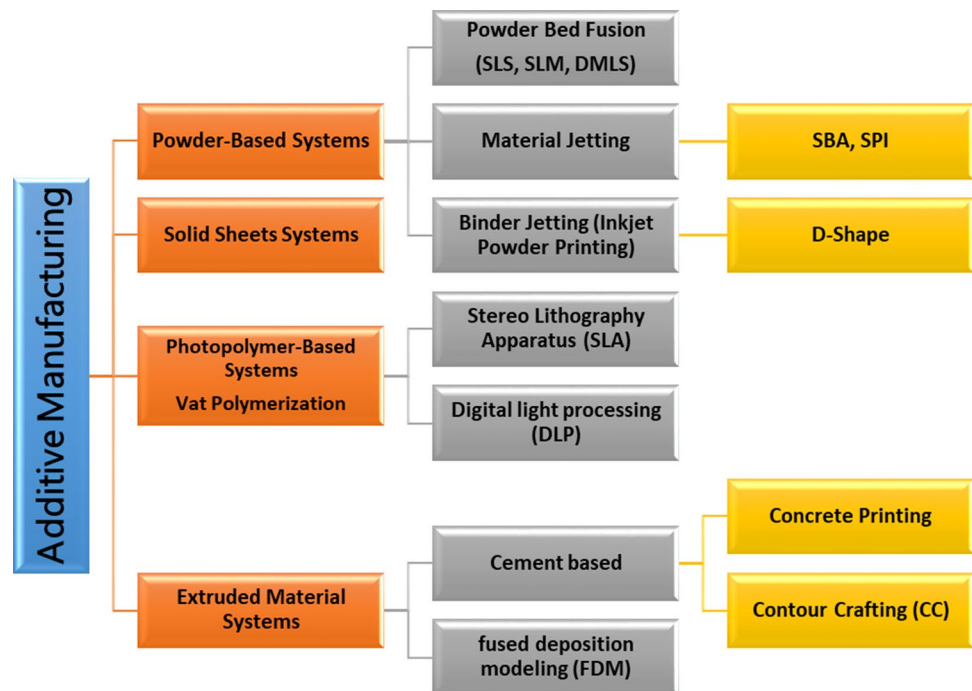 Additive Manufacturing
Powder-Based Systems
Solid Sheets Systems
Photopolymer-Based
Systems
Vat Polymerization
Extruded Material
Systems
Powder Bed Fusion
(SLS, SLM, DMLS)
Material Jetting
Binder Jetting (Inkjet
Powder Printing)
Stereo Lithography
Apparatus (SLA)
Digital light processing
(DLP)
Cement based
fused deposition
modeling (FDM)
SBA, SPI
D-Shape
Concrete Printing
Contour Crafting (CC)